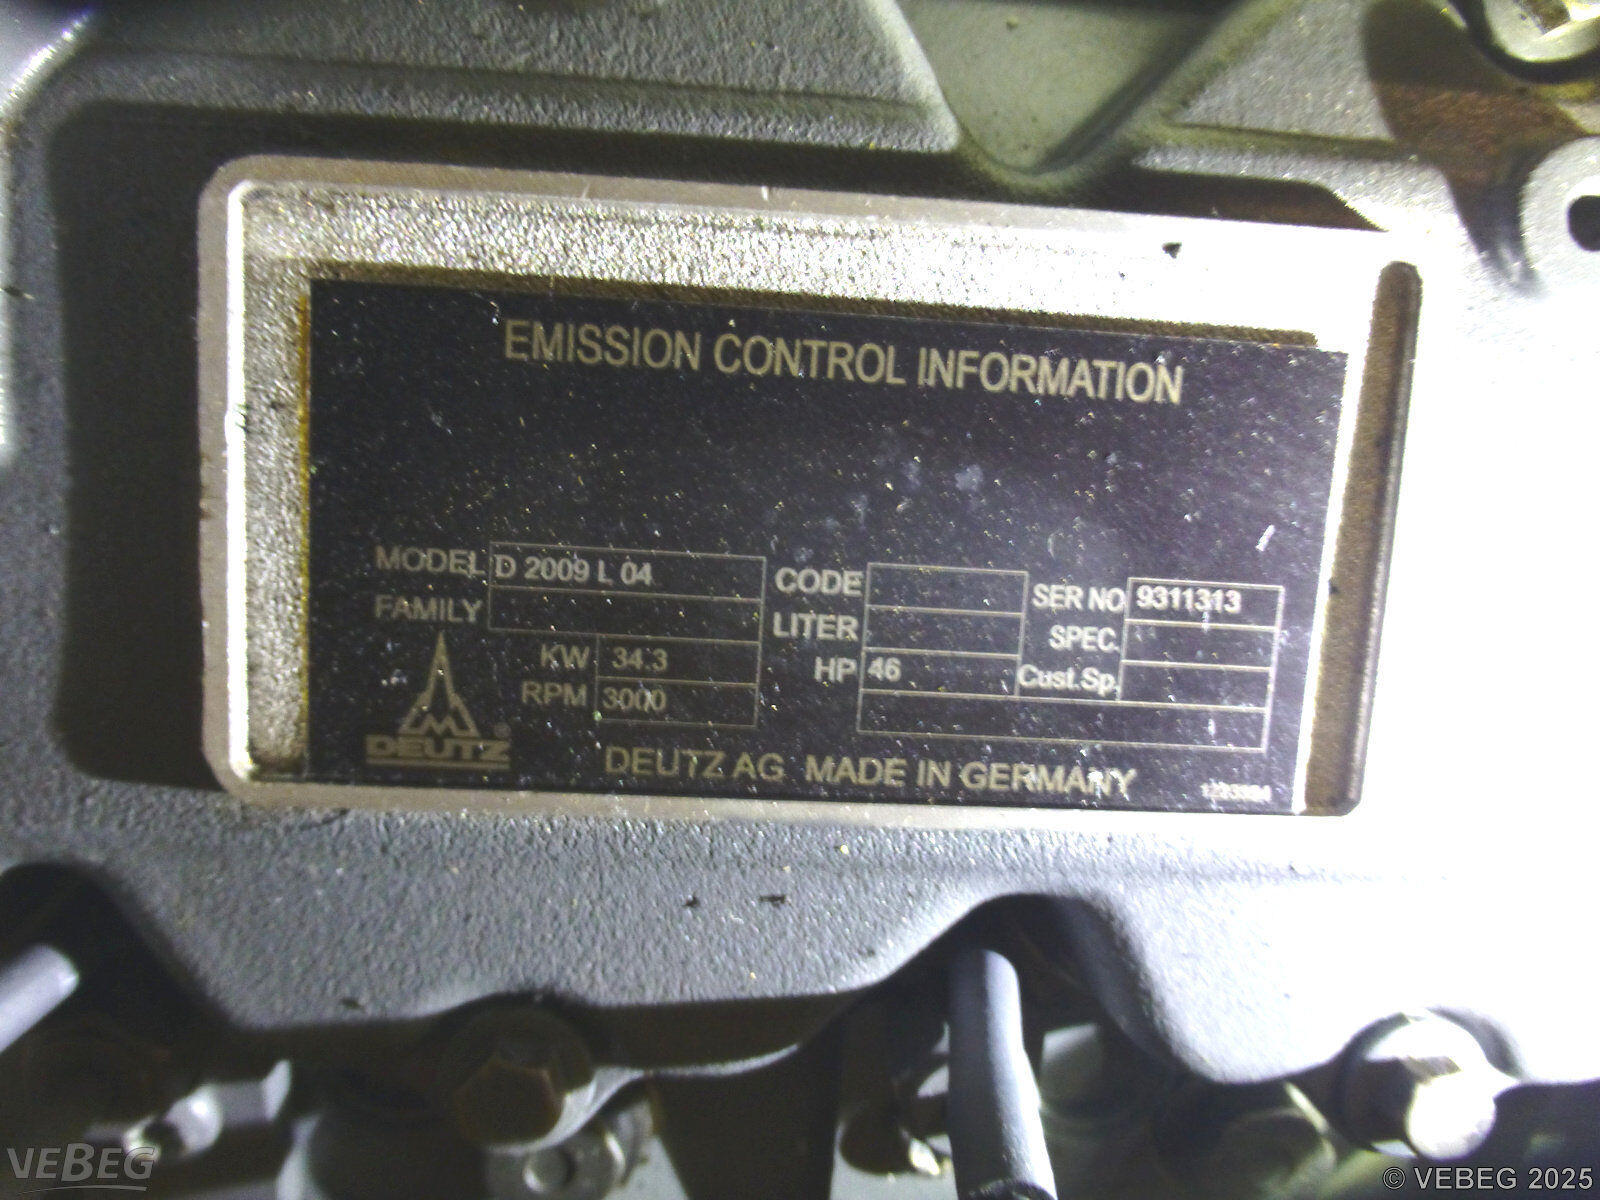 EMISSION CONTROL INFORMATION
MODEL D 2009 L 04 CODE SER NO 9311313
FAMILY LITER SPEC.
KW 34.3 HP 46 Cust.Sp.
RPM 3000
DEUTZ®
DEUTZ AG MADE IN GERMANY
VEBEG
© VEBEG 2025